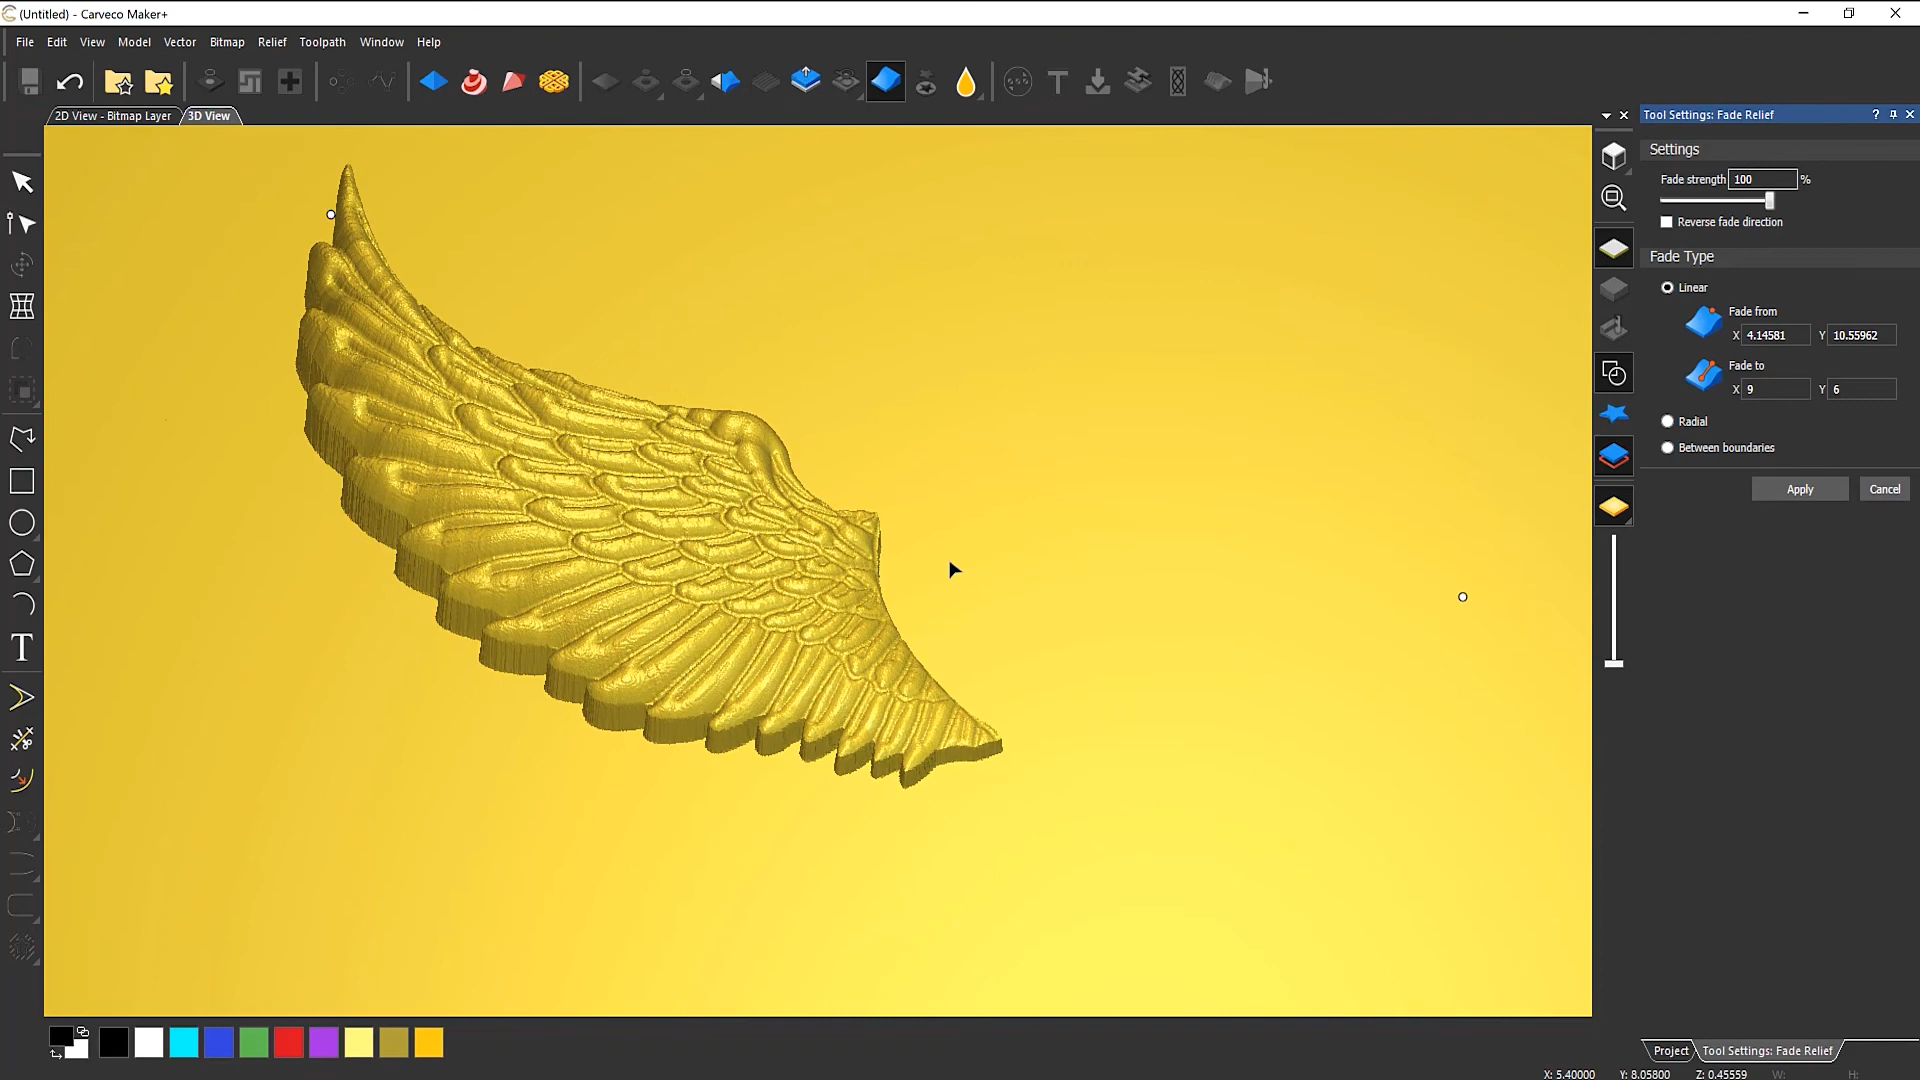 (Untitled) - Carveco Maker+
File Edit View Model Vector Bitmap Relief Toolpath Window Help
2D View - Bitmap Layer 3D View
Tool Settings: Fade Relief
Settings
Fade strength 100 %
Reverse fade direction
Fade Type
Linear
Fade from
X 4.14581 Y 10.55962
Fade to
X 9 Y 6
Radial
Between boundaries
Apply Cancel
Project Tool Settings: Fade Relief
X: 5.40000 Y: 8.05800 Z: 0.45559 W: H: